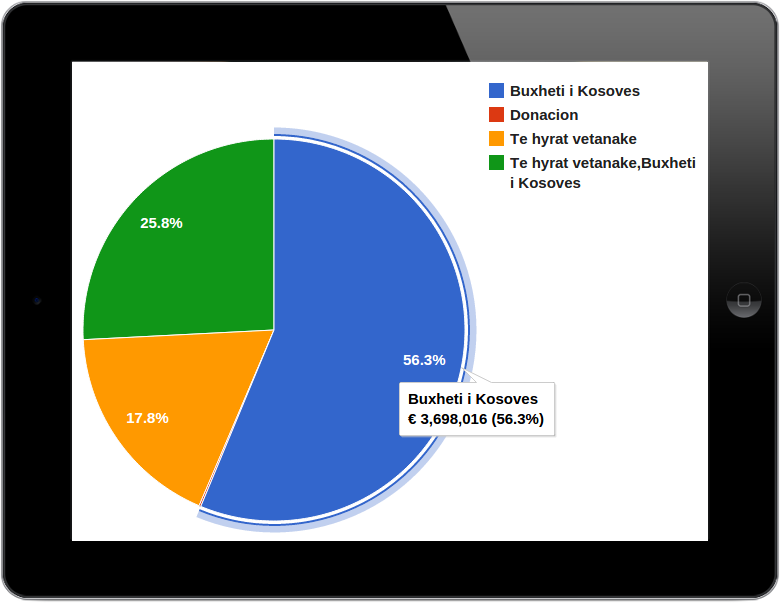 Buxheti i Kosoves
Donacion
Te hyrat vetanake
Te hyrat vetanake,Buxheti
i Kosoves
25.8%
56.3%
Buxheti i Kosoves
€ 3,698,016 (56.3%)
17.8%